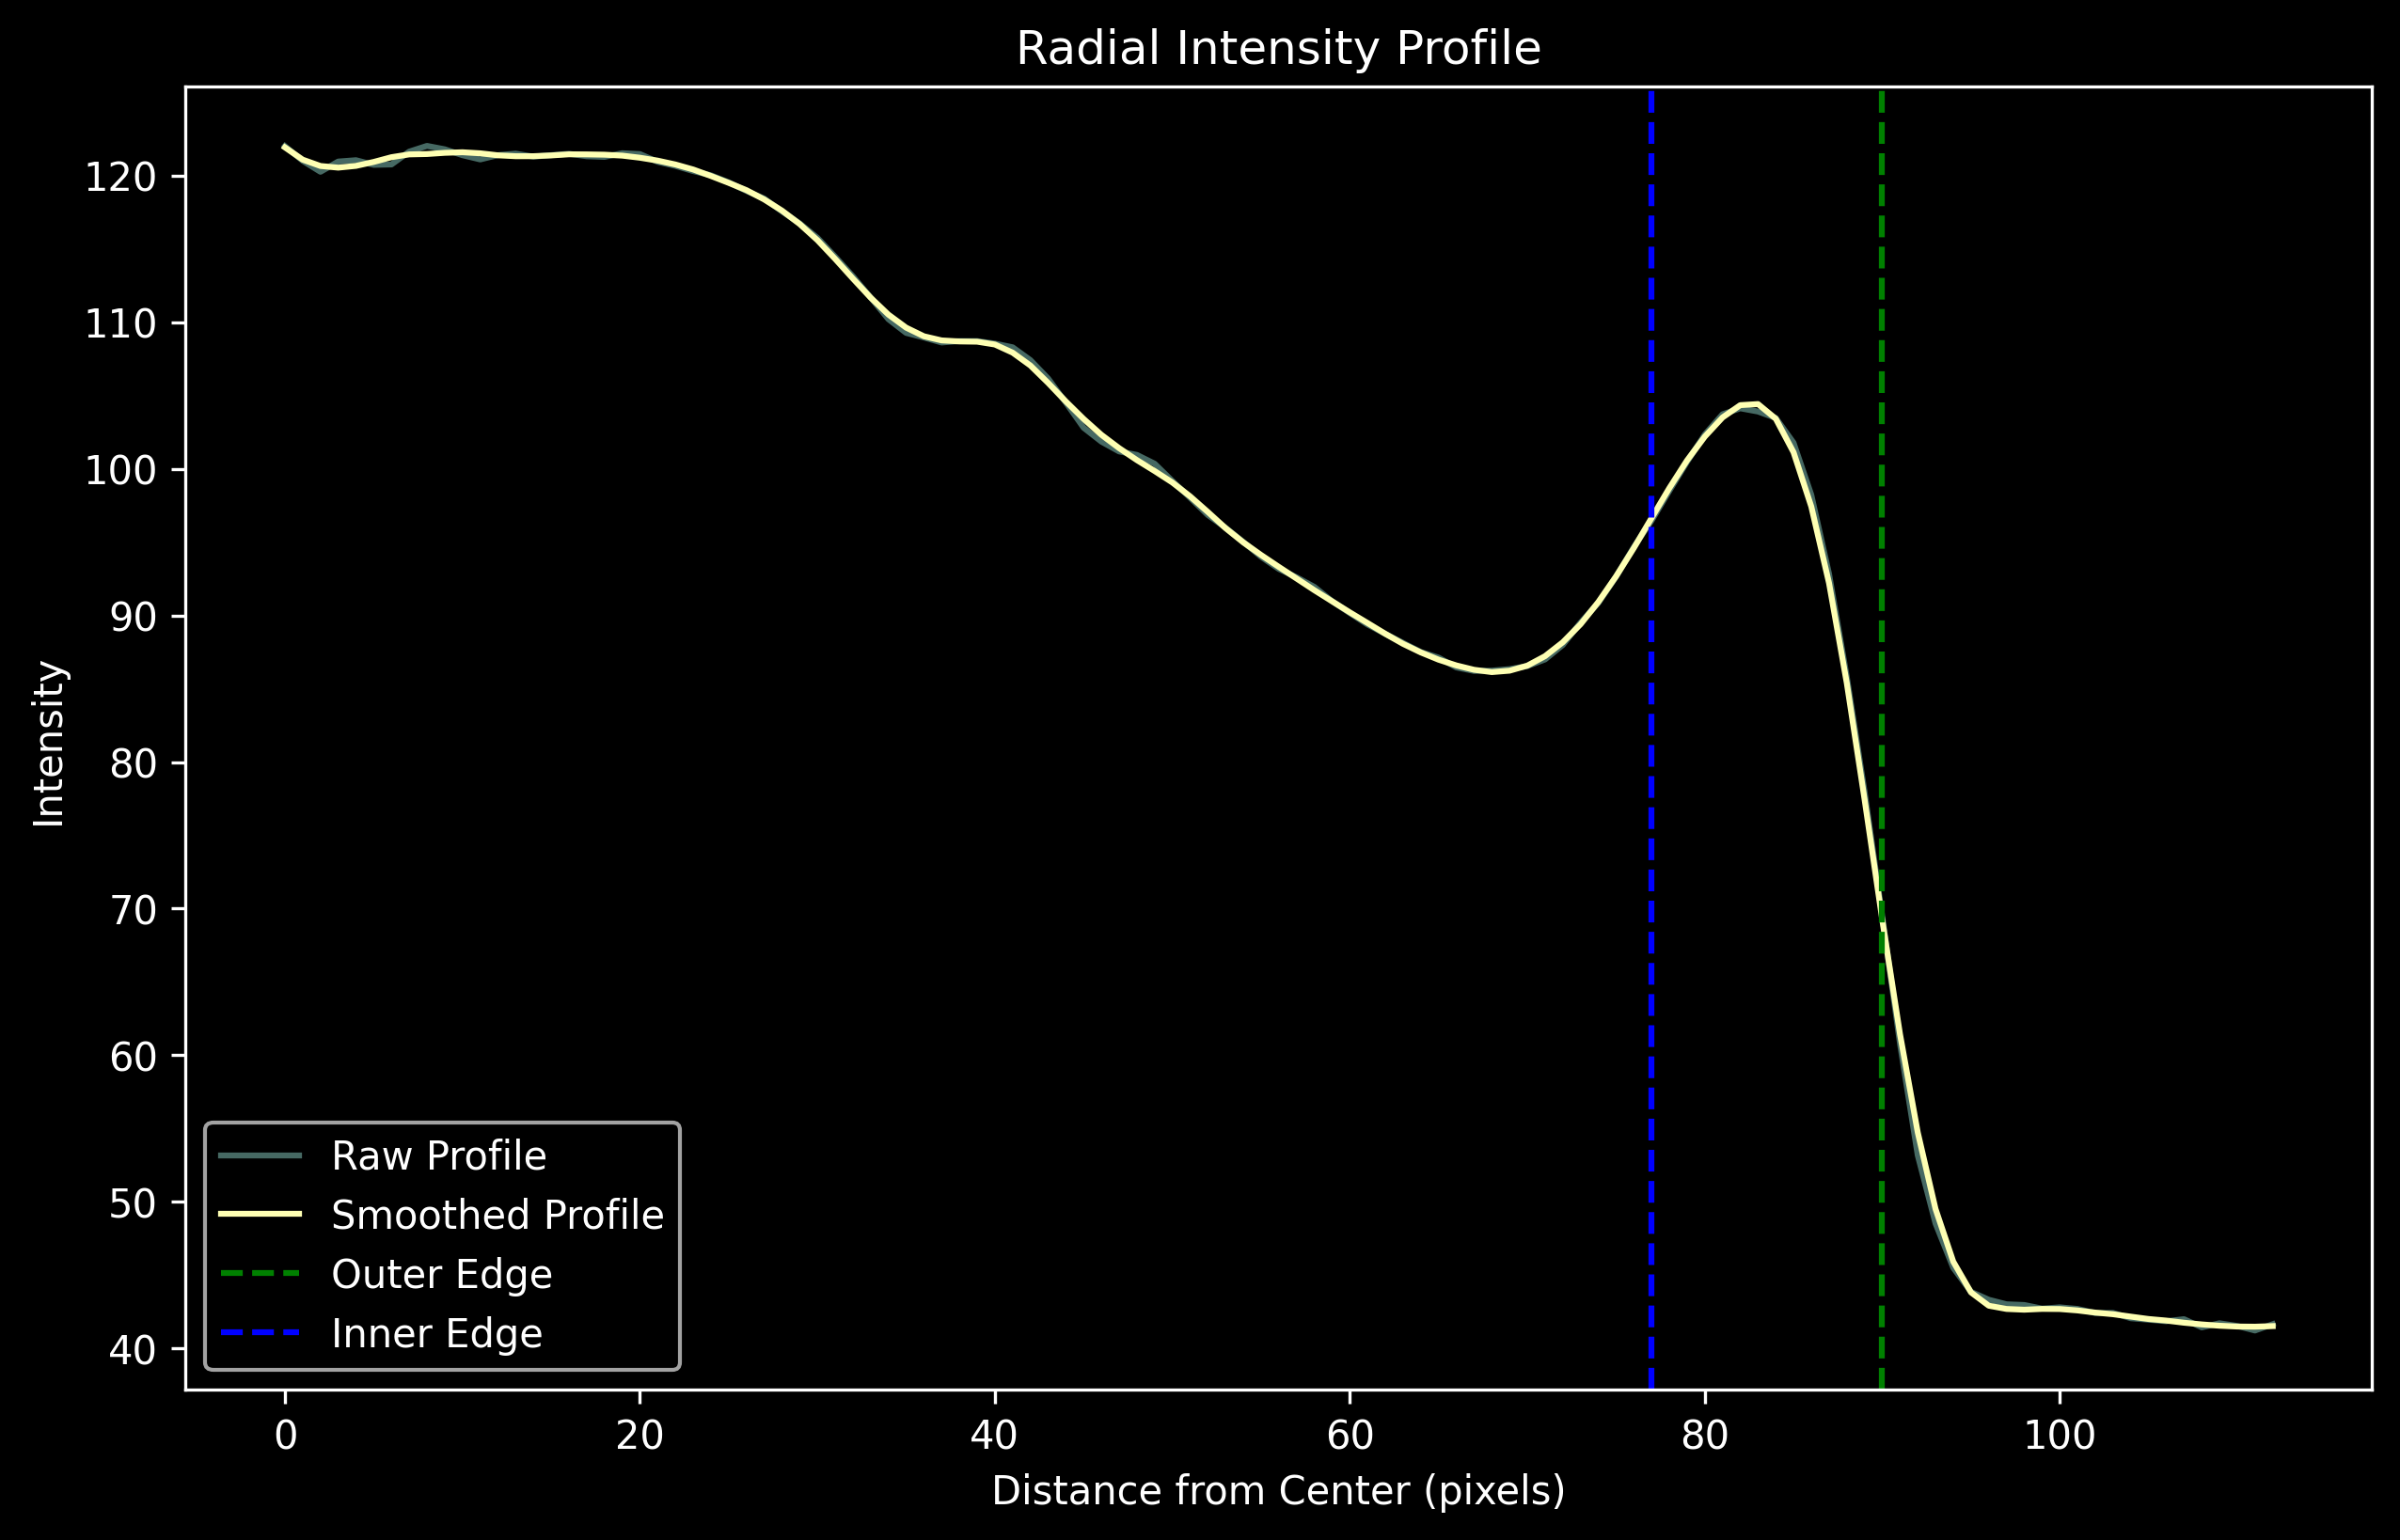 Radial Intensity Profile
120
110
100
90
80
70
60
50
40
Intensity
Raw Profile
Smoothed Profile
Outer Edge
Inner Edge
0 20 40 60 80 100
Distance from Center (pixels)